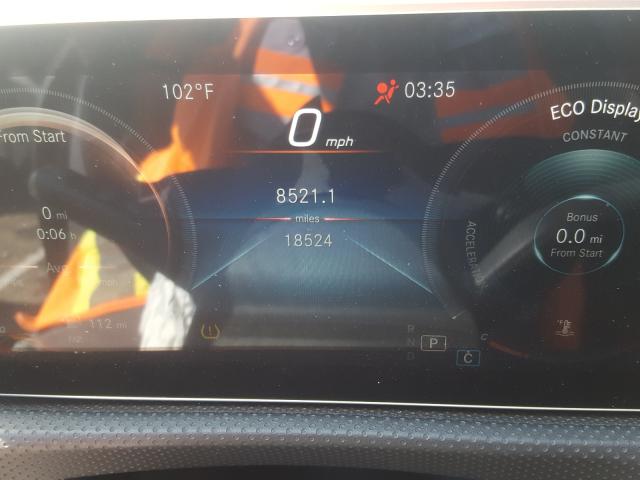 102°F
03:35
0 mph
8521.1
miles
18524
From Start
0 mi
0:06 h
Avg
112 mi
R
N
P
D
C
ECO Display
CONSTANT
ACCELERATION
Bonus
0.0 mi
From Start
C
°F